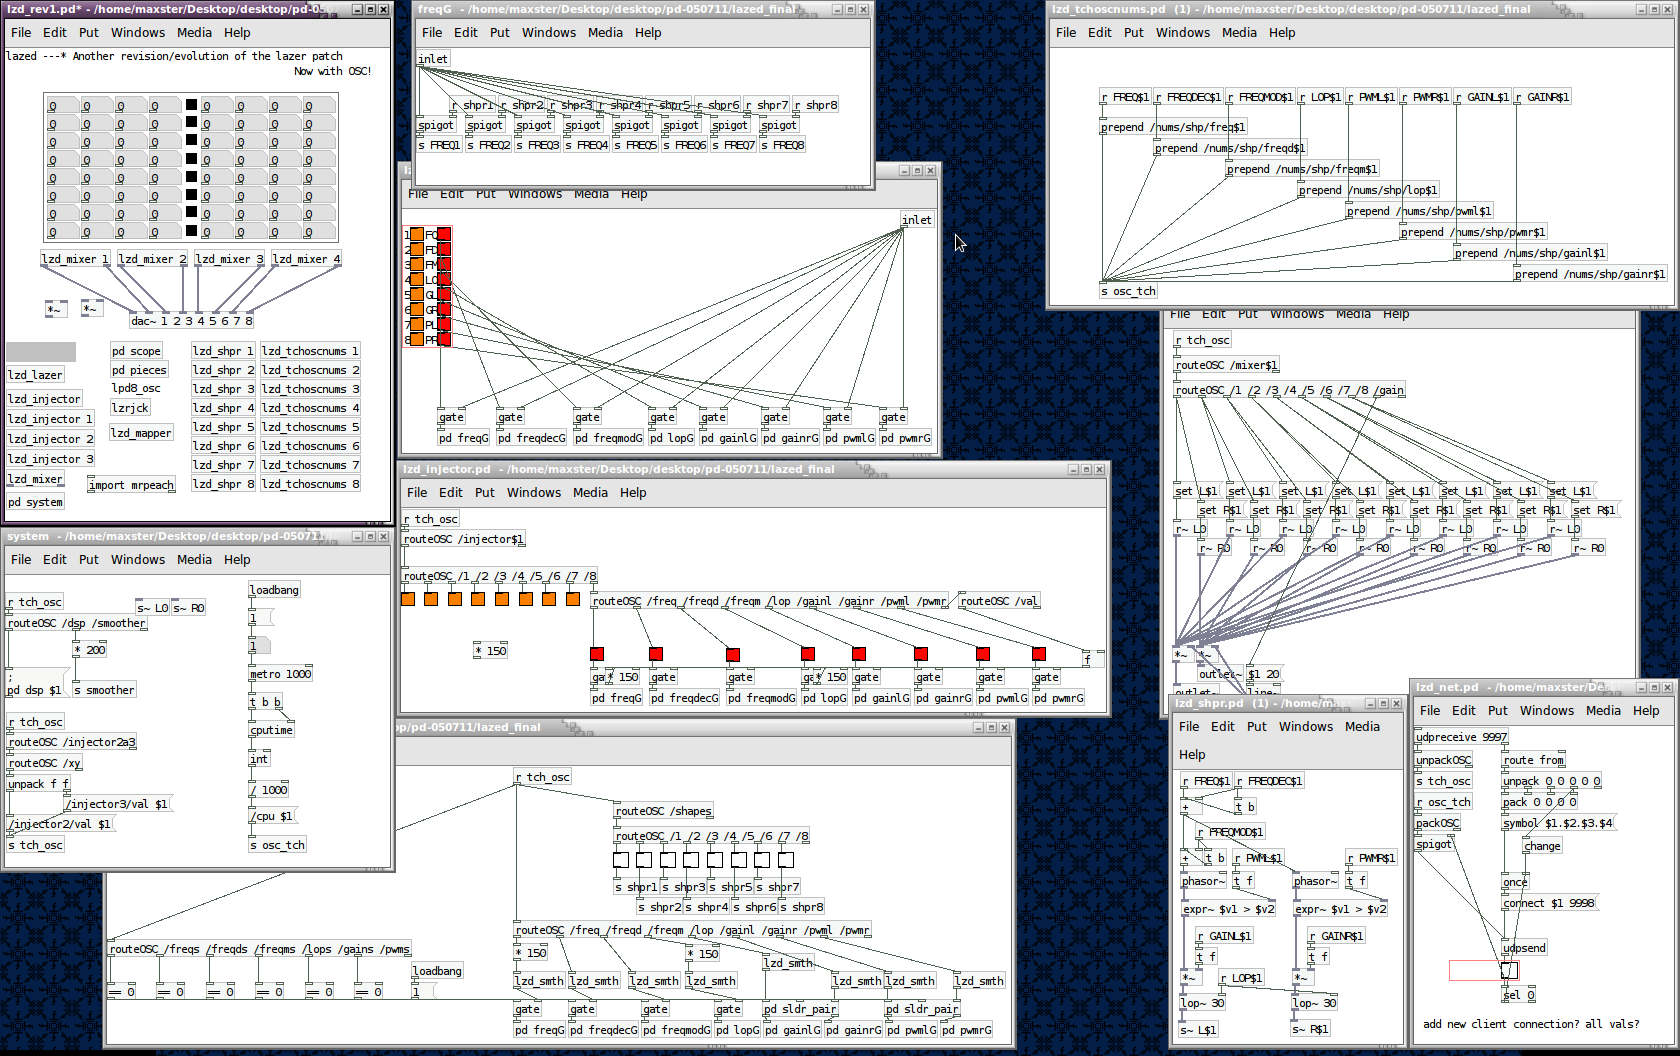 lzd_rev1.pd* - /home/maxster/Desktop/desktop/pd-05
File Edit Put Windows Media Help
lazed ---* Another revision/evolution of the lazer patch
Now with OSC!
0 0 0 0 0 0 0 0
0 0 0 0 0 0 0 0
0 0 0 0 0 0 0 0
0 0 0 0 0 0 0 0
0 0 0 0 0 0 0 0
0 0 0 0 0 0 0 0
0 0 0 0 0 0 0 0
0 0 0 0 0 0 0 0
lzd_mixer 1 lzd_mixer 2 lzd_mixer 3 lzd_mixer 4
*~ *~
dac~ 1 2 3 4 5 6 7 8
pd scope lzd_shpr 1 lzd_tchoscnums 1
lzd_lazer pd pieces lzd_shpr 2 lzd_tchoscnums 2
lzd_injector lpd8_osc lzd_shpr 3 lzd_tchoscnums 3
lzd_injector 1 lzrjck lzd_shpr 4 lzd_tchoscnums 4
lzd_injector 2 lzd_mapper lzd_shpr 5 lzd_tchoscnums 5
lzd_injector 3 lzd_shpr 6 lzd_tchoscnums 6
lzd_mixer import mrpeach lzd_shpr 7 lzd_tchoscnums 7
pd system lzd_shpr 8 lzd_tchoscnums 8
freqG - /home/maxster/Desktop/desktop/pd-050711/lazed_final
File Edit Put Windows Media Help
inlet
r shpr1 r shpr2 r shpr3 r shpr4 r shpr5 r shpr6 r shpr7 r shpr8
spigot spigot spigot spigot spigot spigot spigot spigot
s FREQ1 s FREQ2 s FREQ3 s FREQ4 s FREQ5 s FREQ6 s FREQ7 s FREQ8
File Edit Put Windows Media Help
inlet
1 FQ
2 FD
3 FM
4 LO
5 GL
6 GR
7 PL
8 PR
gate gate gate gate gate gate gate gate
pd freqG pd freqdecG pd freqmodG pd lopG pd gainlG pd gainrG pd pwmlG pd pwmrG
lzd_tchoscnums.pd (1) - /home/maxster/Desktop/desktop/pd-050711/lazed_final
File Edit Put Windows Media Help
r FREQ$1 r FREQDEC$1 r FREQMOD$1 r LOP$1 r PWML$1 r PWMR$1 r GAINL$1 r GAINR$1
prepend /nums/shp/freq$1
prepend /nums/shp/freqd$1
prepend /nums/shp/freqm$1
prepend /nums/shp/lop$1
prepend /nums/shp/pwml$1
prepend /nums/shp/pwmr$1
prepend /nums/shp/gainl$1
prepend /nums/shp/gainr$1
s osc_tch
File Edit Put Windows Media Help
r tch_osc
routeOSC /mixer$1
routeOSC /1 /2 /3 /4 /5 /6 /7 /8 /gain
set L$1 set L$1 set L$1 set L$1 set L$1 set L$1 set L$1 set L$1
set R$1 set R$1 set R$1 set R$1 set R$1 set R$1 set R$1 set R$1
r~ L0 r~ L0 r~ L0 r~ L0 r~ L0 r~ L0 r~ L0 r~ L0
r~ R0 r~ R0 r~ R0 r~ R0 r~ R0 r~ R0 r~ R0 r~ R0
*~ *~
outlet~ $1 20
outlet~ line~
lzd_injector.pd - /home/maxster/Desktop/desktop/pd-050711/lazed_final
File Edit Put Windows Media Help
r tch_osc
routeOSC /injector$1
routeOSC /1 /2 /3 /4 /5 /6 /7 /8
routeOSC /freq /freqd /freqm /lop /gainl /gainr /pwml /pwmr routeOSC /val
* 150
f
ga * 150 gate gate ga * 150 gate gate gate gate
pd freqG pd freqdecG pd freqmodG pd lopG pd gainlG pd gainrG pd pwmlG pd pwmrG
system - /home/maxster/Desktop/desktop/pd-050711
File Edit Put Windows Media Help
r tch_osc s~ L0 s~ R0
routeOSC /dsp /smoother
* 200
;
pd dsp $1 s smoother
r tch_osc
routeOSC /injector2a3
routeOSC /xy
unpack f f
/injector3/val $1
/injector2/val $1
s tch_osc
loadbang
1
1
metro 1000
t b b
cputime
int
/ 1000
/cpu $1
s osc_tch
op/pd-050711/lazed_final
r tch_osc
routeOSC /shapes
routeOSC /1 /2 /3 /4 /5 /6 /7 /8
s shpr1 s shpr3 s shpr5 s shpr7
s shpr2 s shpr4 s shpr6 s shpr8
routeOSC /freq /freqd /freqm /lop /gainl /gainr /pwml /pwmr
* 150 * 150 lzd_smth
lzd_smth lzd_smth lzd_smth lzd_smth lzd_smth lzd_smth lzd_smth
gate gate gate gate pd sldr_pair pd sldr_pair
pd freqG pd freqdecG pd freqmodG pd lopG pd gainlG pd gainrG pd pwmlG pd pwmrG
routeOSC /freqs /freqds /freqms /lops /gains /pwms
loadbang
== 0 == 0 == 0 == 0 == 0 == 0 1
lzd_shpr.pd (1) - /home/ma
File Edit Put Windows Media
Help
r FREQ$1 r FREQDEC$1
+ t b
r FREQMOD$1
+ t b r PWML$1 r PWMR$1
phasor~ t f phasor~ t f
expr~ $v1 > $v2 expr~ $v1 > $v2
r GAINL$1 r GAINR$1
t f t f
*~ r LOP$1 *~
lop~ 30 lop~ 30
s~ L$1 s~ R$1
lzd_net.pd - /home/maxster/Des
File Edit Put Windows Media Help
udpreceive 9997
unpackOSC route from
s tch_osc unpack 0 0 0 0 0
r osc_tch pack 0 0 0 0
packOSC symbol $1.$2.$3.$4
spigot change
once
connect $1 9998
udpsend
sel 0
add new client connection? all vals?